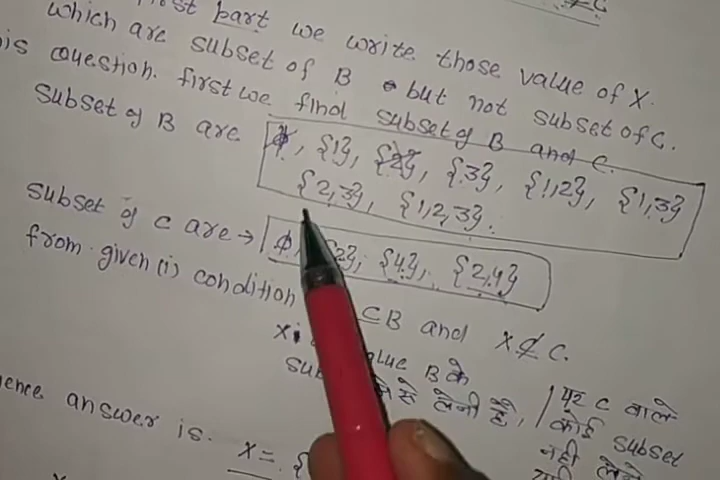 part we write those value of X.
which are subset of B but not subset of C.
question. first we find subset of B and C.
subset of B are ϕ, {1}, {2}, {3}, {1,2}, {1,3}
{2,3}, {1,2,3}.
subset of C are → ϕ, {2}, {4}, {2,4}
from given (i) condition ⊂B and X⊄C.
value B के
से लेनी है, पर C वाले
कोई subset
नही लेने
answer is. X = {